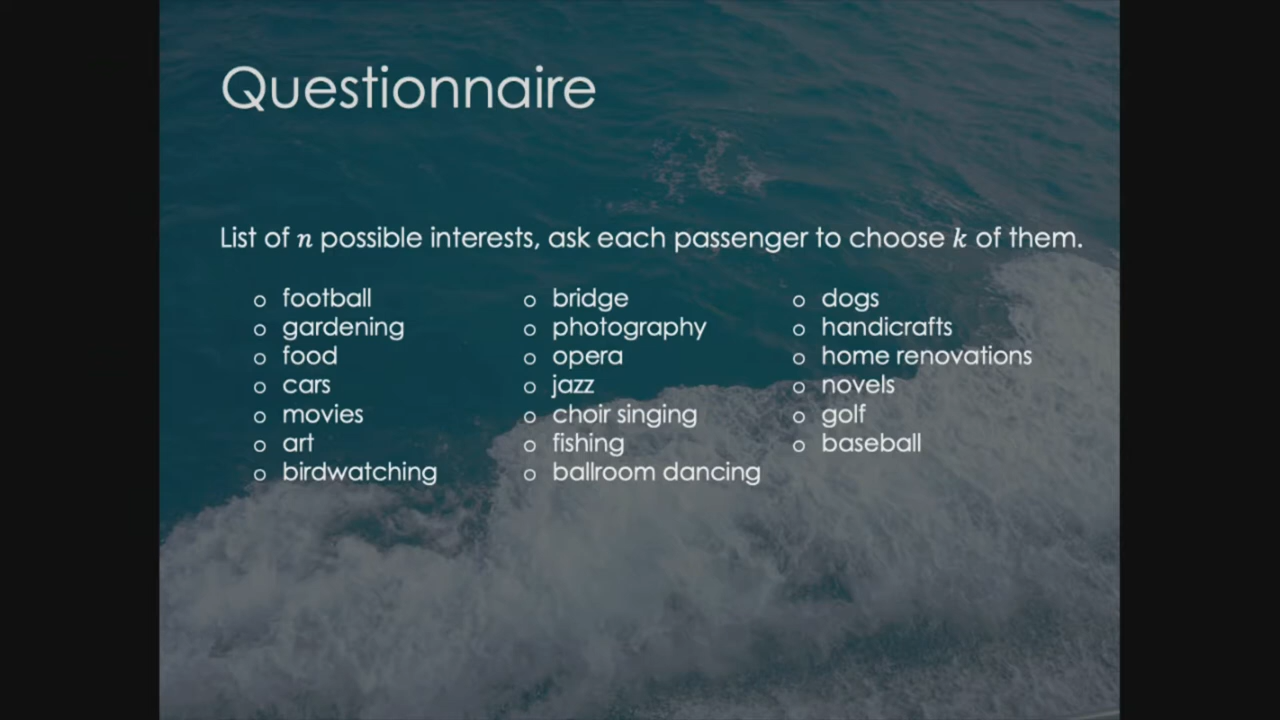 Questionnaire
List of n possible interests, ask each passenger to choose k of them.
football
gardening
food
cars
movies
art
birdwatching
bridge
photography
opera
jazz
choir singing
fishing
ballroom dancing
dogs
handicrafts
home renovations
novels
golf
baseball